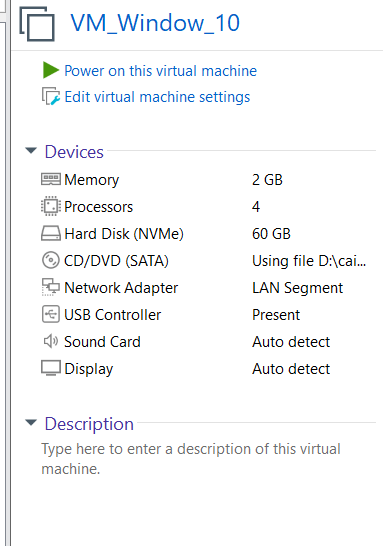 VM_Window_10
Power on this virtual machine
Edit virtual machine settings
Devices
Memory 2 GB
Processors 4
Hard Disk (NVMe) 60 GB
CD/DVD (SATA) Using file D:\cai...
Network Adapter LAN Segment
USB Controller Present
Sound Card Auto detect
Display Auto detect
Description
Type here to enter a description of this virtual
machine.